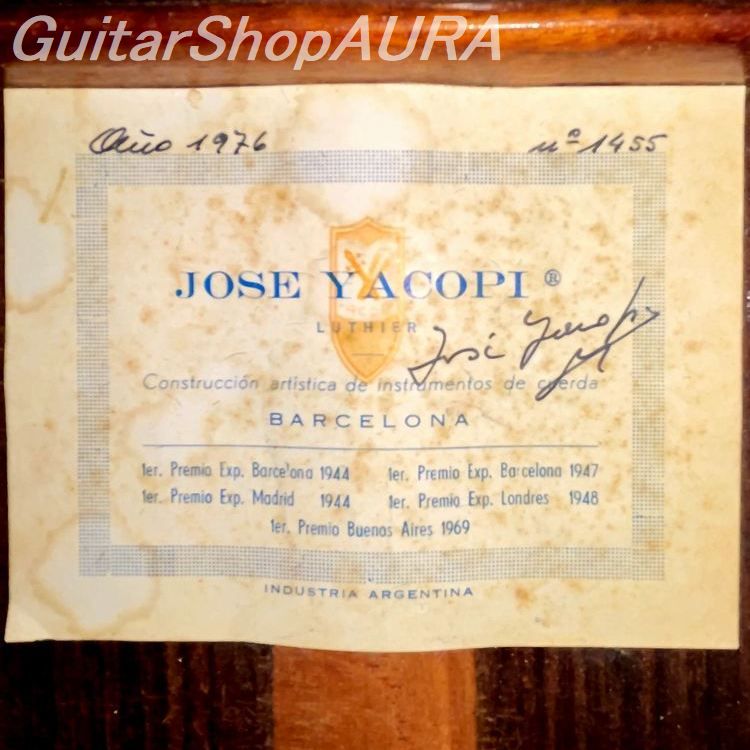 GuitarShopAURA
Año 1976 nº 1455
JOSE YACOPI ®
LUTHIER
José Yacopi
Construcción artística de instrumentos de cuerda
BARCELONA
1er. Premio Exp. Barcelona 1944 1er. Premio Exp. Barcelona 1947
1er. Premio Exp. Madrid 1944 1er. Premio Exp. Londres 1948
1er. Premio Buenos Aires 1969
INDUSTRIA ARGENTINA